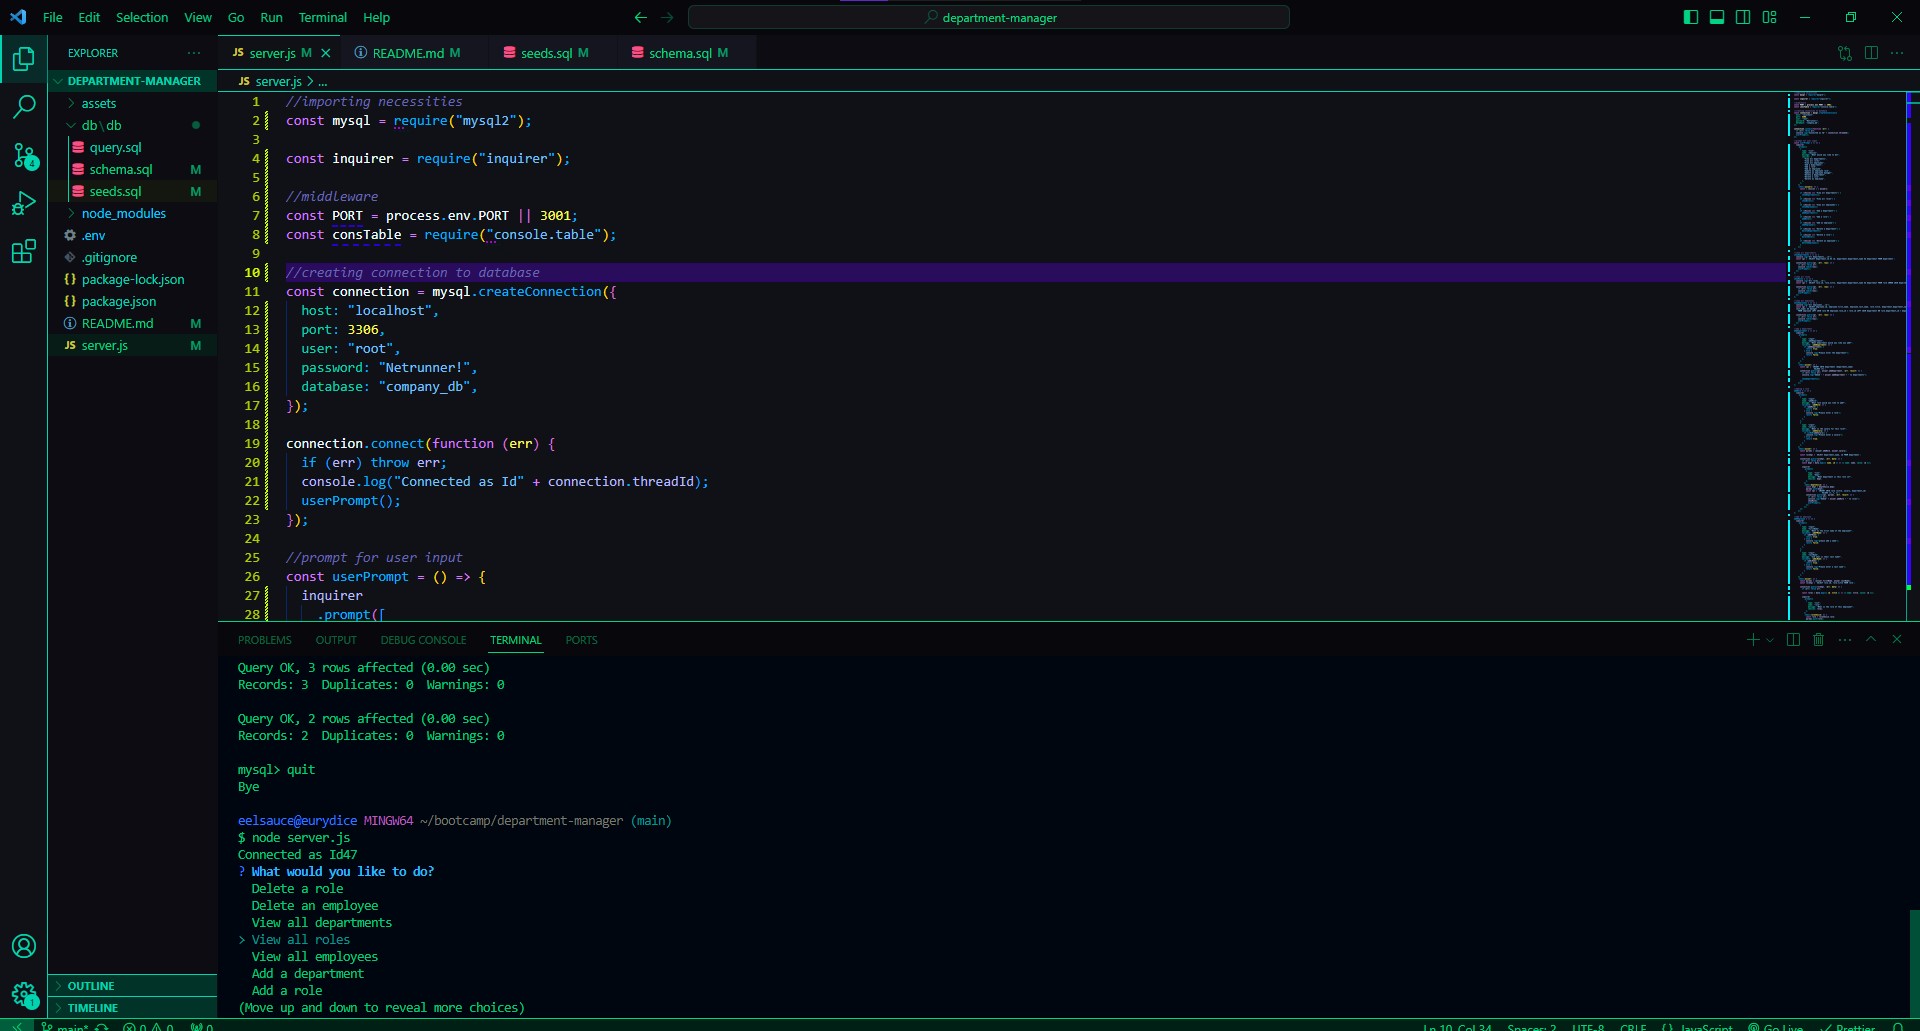 File Edit Selection View Go Run Terminal Help
department-manager
EXPLORER
DEPARTMENT-MANAGER
assets
db\db
query.sql
schema.sql M
seeds.sql M
node_modules
.env
.gitignore
package-lock.json
package.json
README.md M
server.js M
OUTLINE
TIMELINE
4
1
JS server.js M
README.md M
seeds.sql M
schema.sql M
JS server.js > ...
1 //importing necessities
2 const mysql = require("mysql2");
3
4 const inquirer = require("inquirer");
5
6 //middleware
7 const PORT = process.env.PORT || 3001;
8 const consTable = require("console.table");
9
10 //creating connection to database
11 const connection = mysql.createConnection({
12 host: "localhost",
13 port: 3306,
14 user: "root",
15 password: "Netrunner!",
16 database: "company_db",
17 });
18
19 connection.connect(function (err) {
20 if (err) throw err;
21 console.log("Connected as Id" + connection.threadId);
22 userPrompt();
23 });
24
25 //prompt for user input
26 const userPrompt = () => {
27 inquirer
28 .prompt([
PROBLEMS OUTPUT DEBUG CONSOLE TERMINAL PORTS
Query OK, 3 rows affected (0.00 sec)
Records: 3 Duplicates: 0 Warnings: 0
Query OK, 2 rows affected (0.00 sec)
Records: 2 Duplicates: 0 Warnings: 0
mysql> quit
Bye
eelsauce@eurydice MINGW64 ~/bootcamp/department-manager (main)
$ node server.js
Connected as Id47
? What would you like to do?
Delete a role
Delete an employee
View all departments
> View all roles
View all employees
Add a department
Add a role
(Move up and down to reveal more choices)
main* 0 0 0 Ln 10, Col 34 Spaces: 2 UTF-8 CRLF {} JavaScript Go Live Prettier